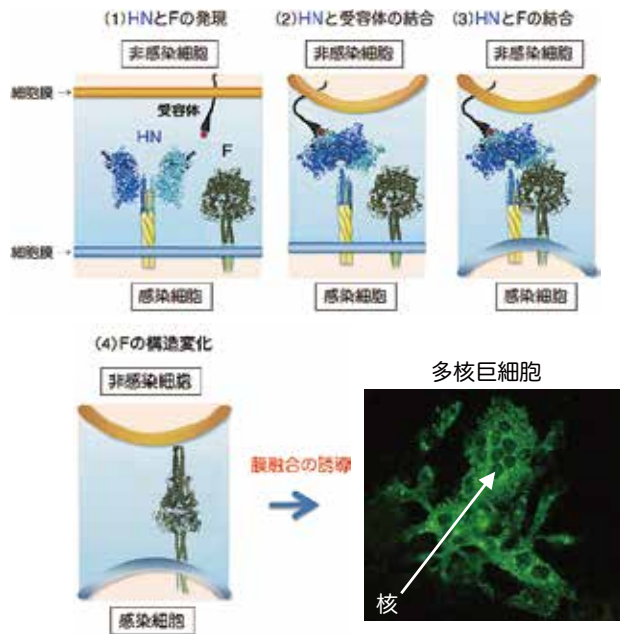 (1)HNとFの発現
(2)HNと受容体の結合
(3)HNとFの結合
非感染細胞
非感染細胞
非感染細胞
細胞膜→
受容体
HN
F
細胞膜→
感染細胞
感染細胞
感染細胞
(4)Fの構造変化
非感染細胞
膜融合の誘導
感染細胞
多核巨細胞
核